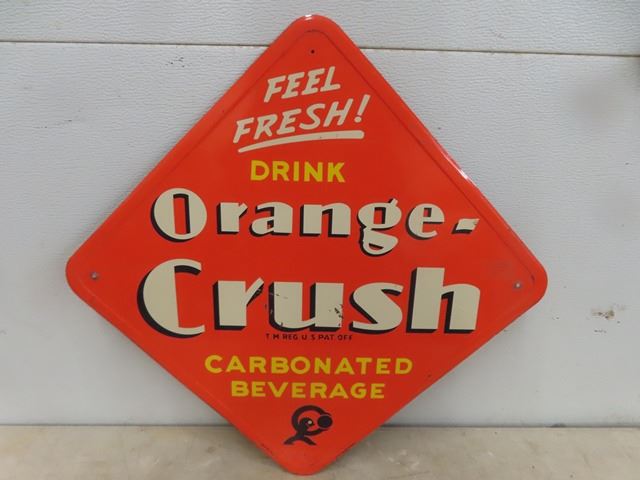 FEEL
FRESH!
DRINK
Orange-
Crush
T M REG. U S PAT. OFF
CARBONATED
BEVERAGE